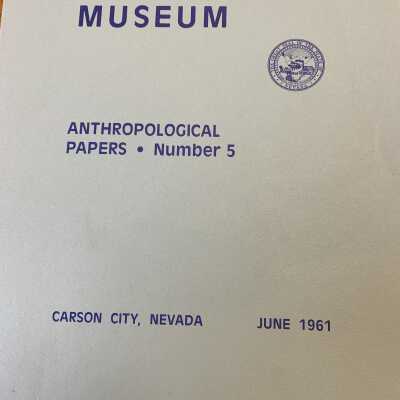 MUSEUM
ANTHROPOLOGICAL
PAPERS • Number 5
CARSON CITY, NEVADA JUNE 1961